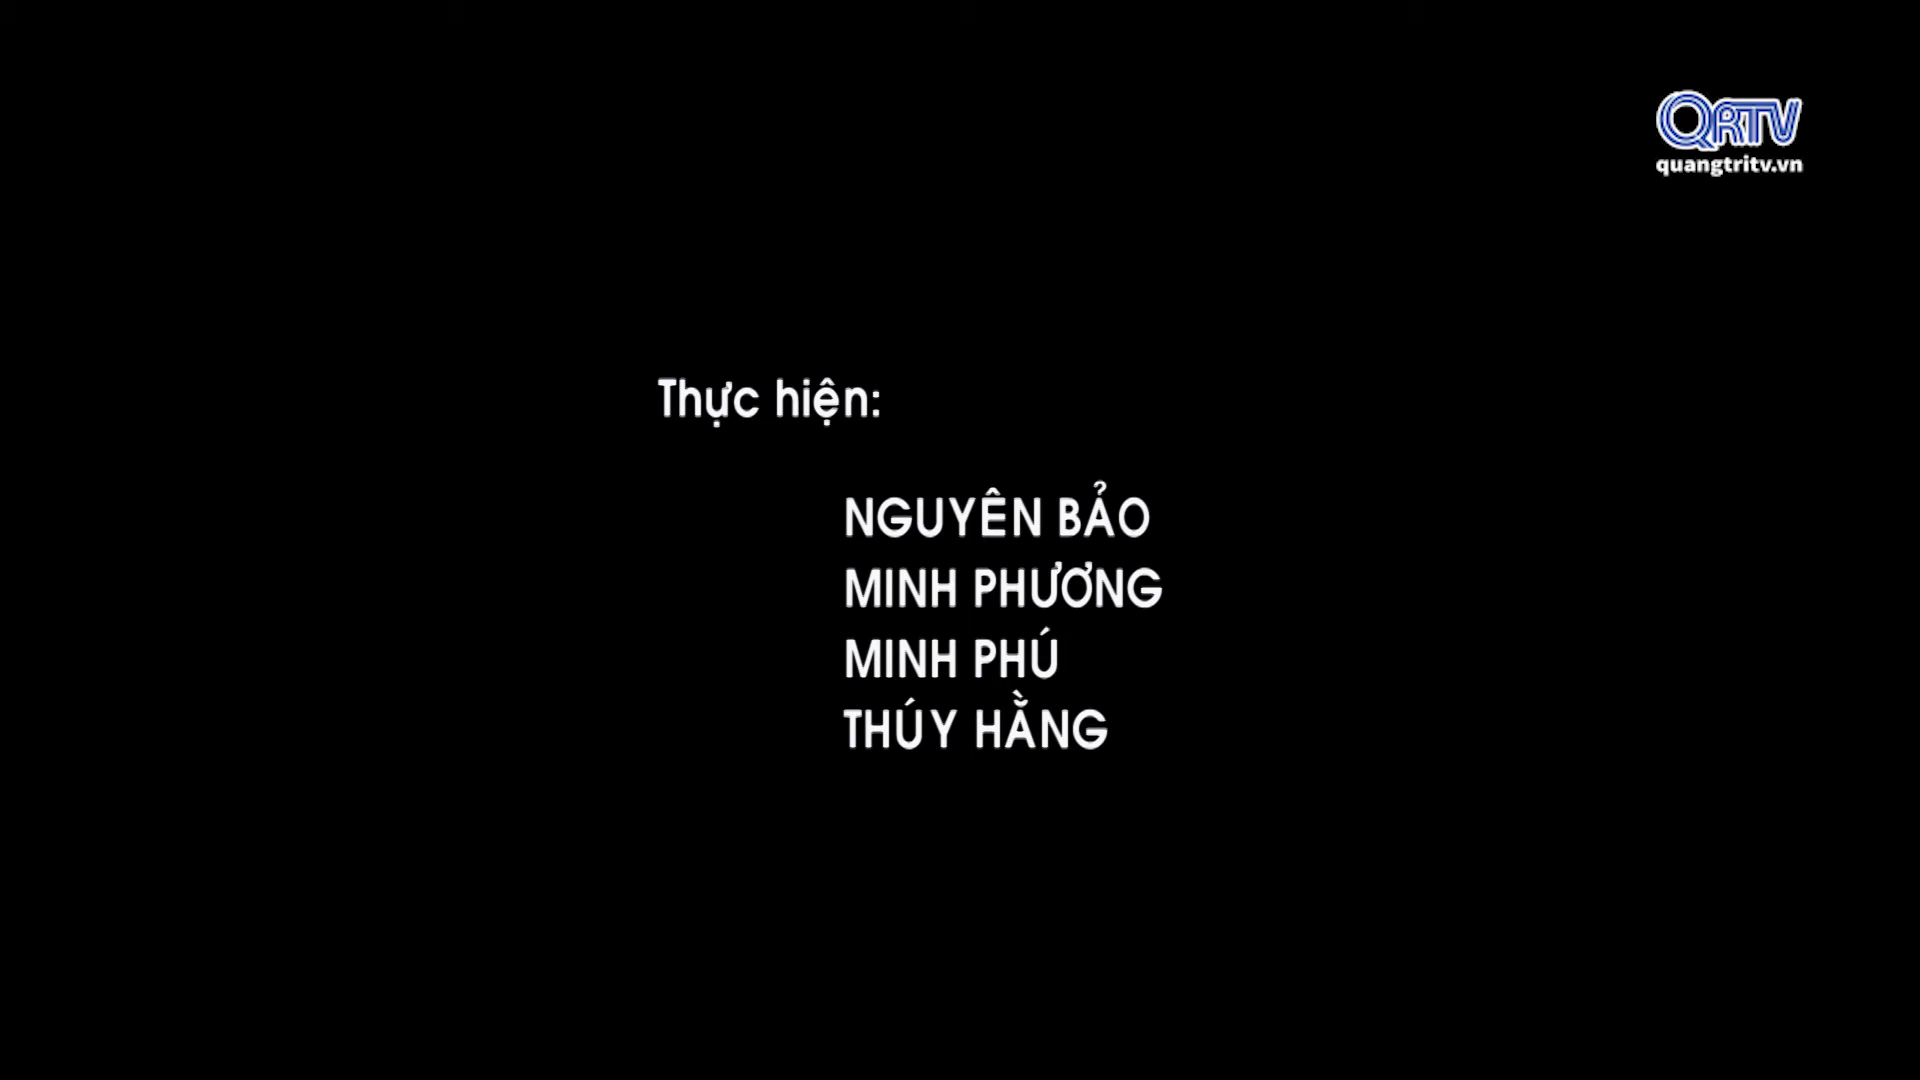 QRTV
quangtritv.vn
Thực hiện:
NGUYÊN BẢO
MINH PHƯƠNG
MINH PHÚ
THÚY HẰNG